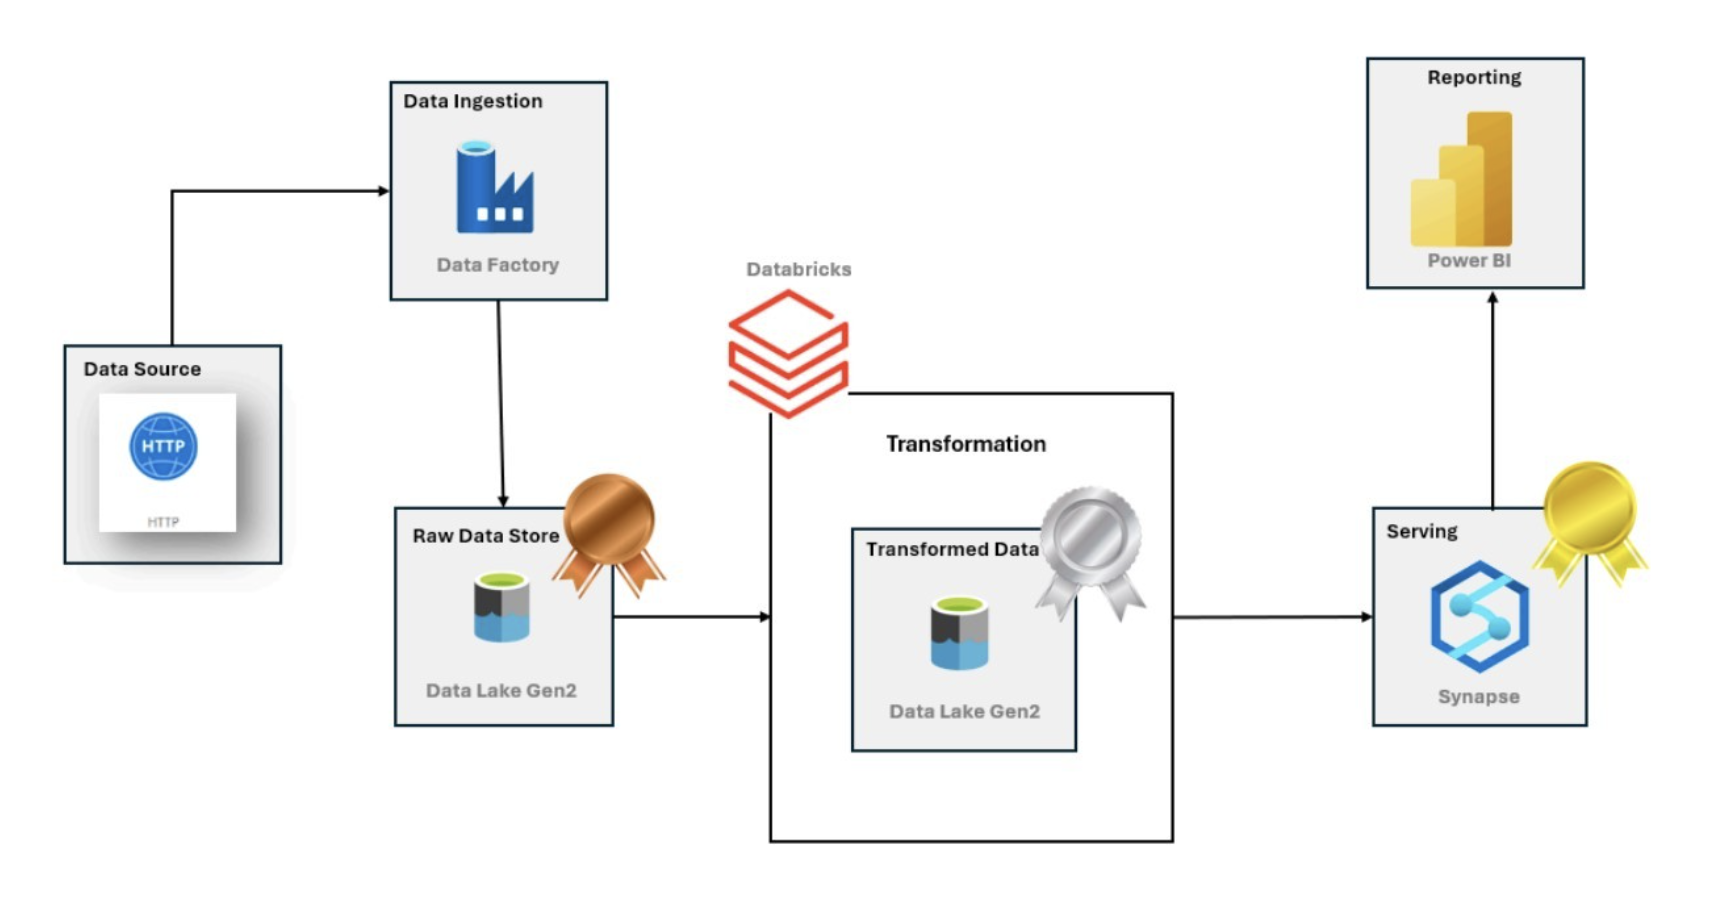 Data Source
HTTP
HTTP
Data Ingestion
Data Factory
Raw Data Store
Data Lake Gen2
Databricks
Transformation
Transformed Data
Data Lake Gen2
Serving
Synapse
Reporting
Power BI